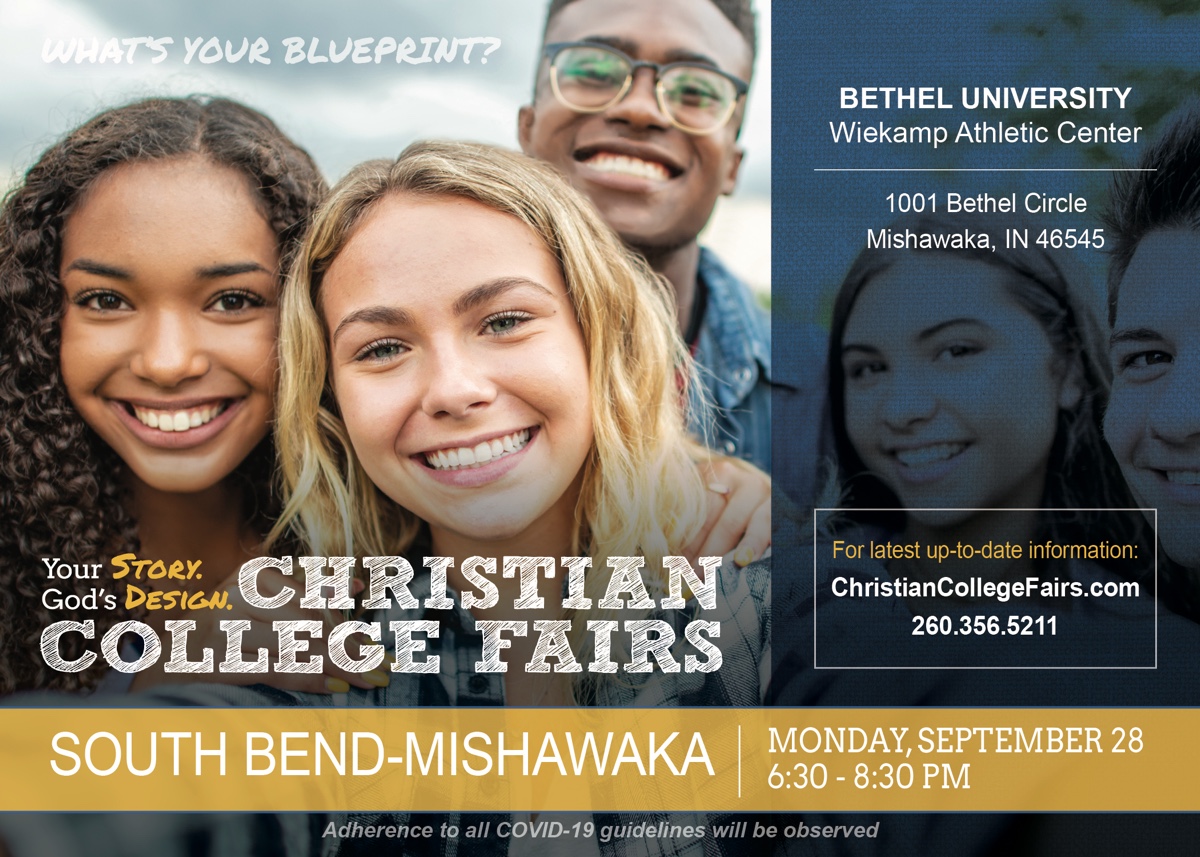 WHAT'S YOUR BLUEPRINT?
BETHEL UNIVERSITY
Wiekamp Athletic Center
1001 Bethel Circle
Mishawaka, IN 46545
For latest up-to-date information:
ChristianCollegeFairs.com
260.356.5211
Your STORY.
God's DESIGN.
CHRISTIAN
COLLEGE FAIRS
SOUTH BEND-MISHAWAKA
MONDAY, SEPTEMBER 28
6:30 - 8:30 PM
Adherence to all COVID-19 guidelines will be observed